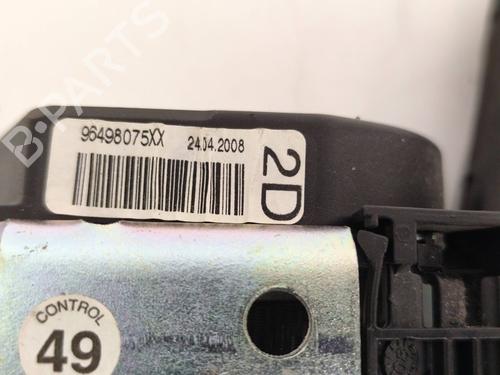 B-PARTS
96498075XX 24.04.2008
2D
CONTROL
49